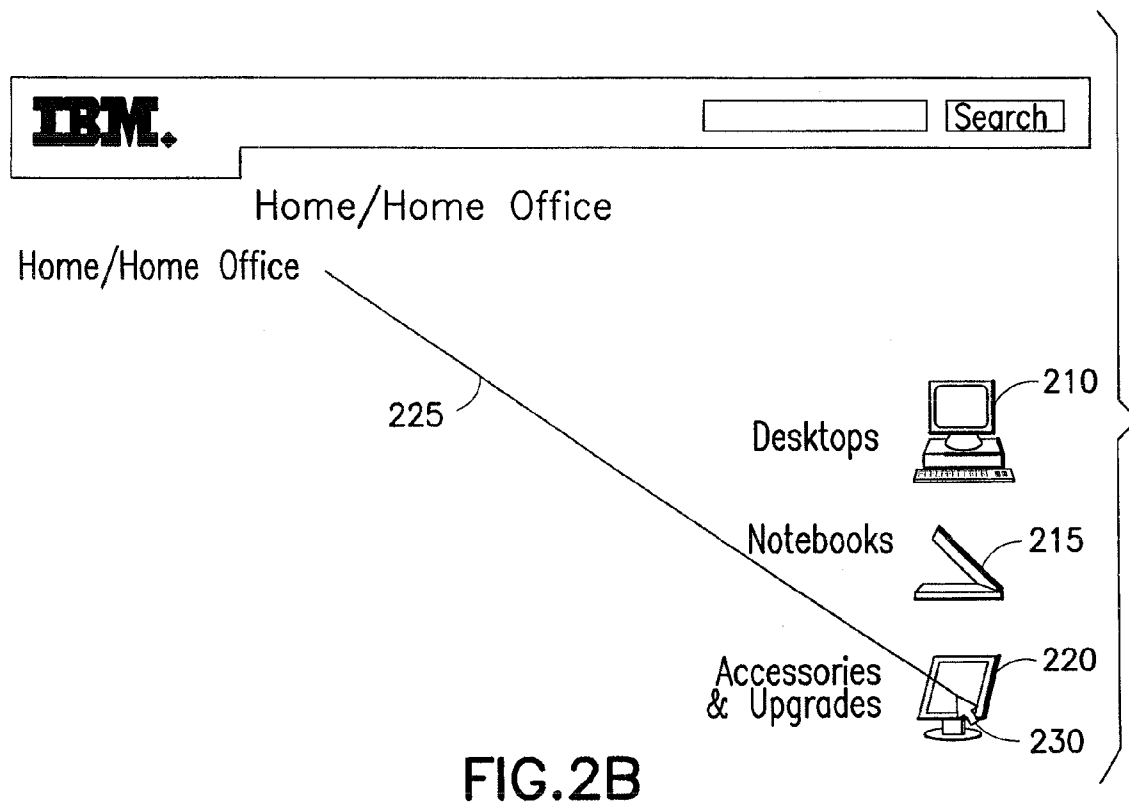 IBM.
Search
Home/Home Office
Home/Home Office
225
210
Desktops
Notebooks
215
Accessories
& Upgrades
220
230
FIG.2B